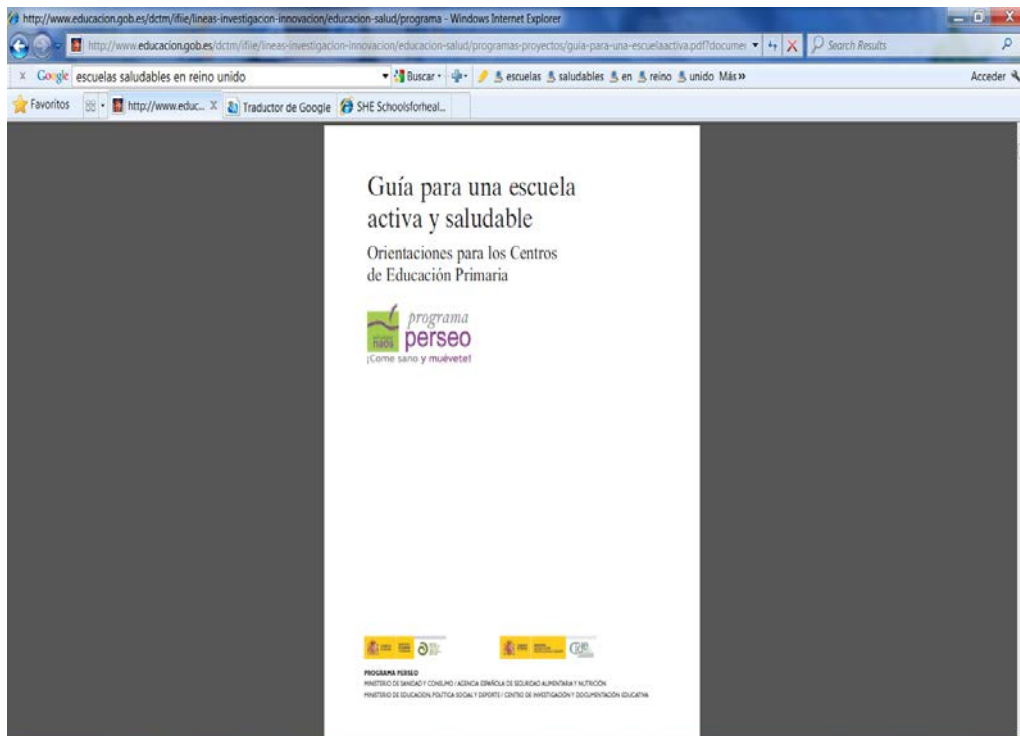 http://www.educacion.gob.es/dctm/ifiie/lineas-investigacion-innovacion/educacion-salud/programa - Windows Internet Explorer
http://www.educacion.gob.es/dctm/ifiie/lineas-investigacion-innovacion/educacion-salud/programas-proyectos/guia-para-una-escuelaactiva.pdf?documen
Search Results
x Google escuelas saludables en reino unido Buscar escuelas saludables en reino unido Más» Acceder
Favoritos http://www.educ... X Traductor de Google SHE Schoolsforheal...
Guía para una escuela
activa y saludable
Orientaciones para los Centros
de Educación Primaria
programa
naos perseo
¡Come sano y muévete!
PROGRAMA PERSEO
MINISTERIO DE SANIDAD Y CONSUMO / AGENCIA ESPAÑOLA DE SEGURIDAD ALIMENTARIA Y NUTRICIÓN
MINISTERIO DE EDUCACIÓN, POLÍTICA SOCIAL Y DEPORTE / CENTRO DE INVESTIGACIÓN Y DOCUMENTACIÓN EDUCATIVA